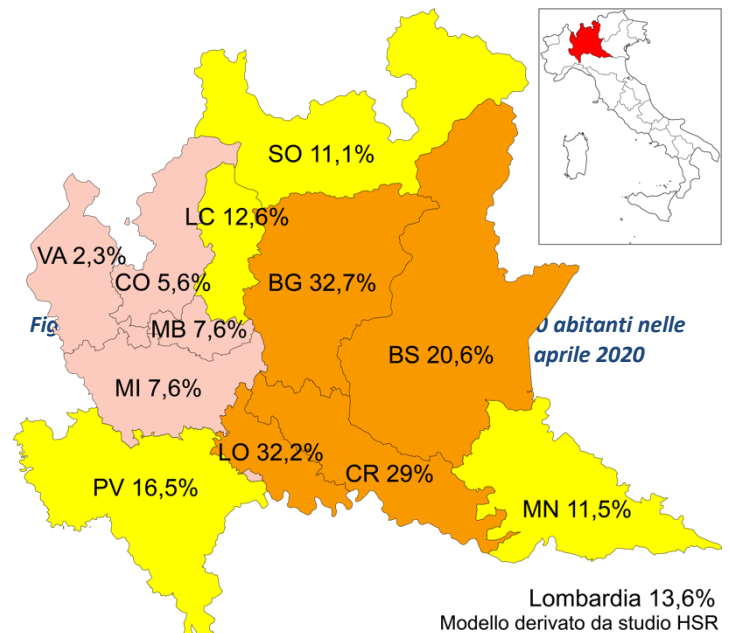 SO 11,1%
LC 12,6%
VA 2,3%
CO 5,6%
BG 32,7%
Fig
MB 7,6%
0 abitanti nelle
BS 20,6%
aprile 2020
MI 7,6%
LO 32,2%
CR 29%
PV 16,5%
MN 11,5%
Lombardia 13,6%
Modello derivato da studio HSR